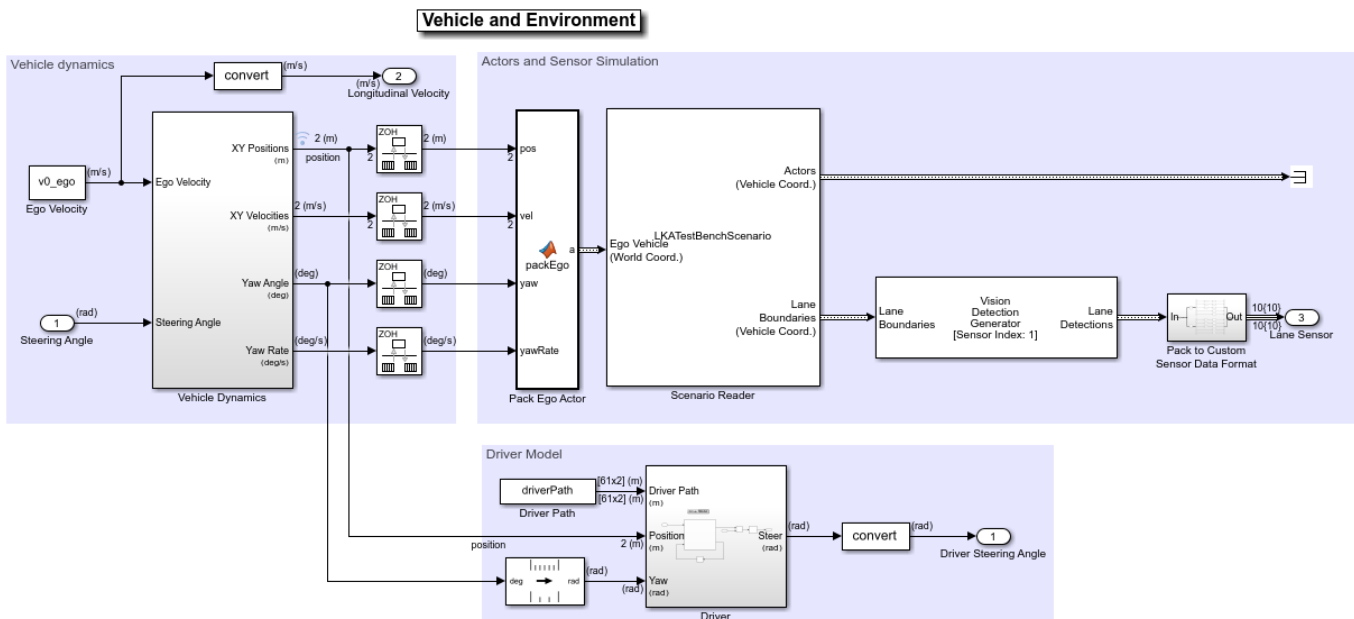 Vehicle and Environment
Vehicle dynamics
convert
(m/s)
(m/s)
2
Longitudinal Velocity
v0_ego
(m/s)
Ego Velocity
1
(rad)
Steering Angle
Ego Velocity
Steering Angle
XY Positions
(m)
XY Velocities
(m/s)
Yaw Angle
(deg)
Yaw Rate
(deg/s)
Vehicle Dynamics
2 (m)
position
2
ZOH
2 (m)
2
2 (m/s)
2
ZOH
2 (m/s)
2
(deg)
ZOH
(deg)
(deg/s)
ZOH
(deg/s)
Actors and Sensor Simulation
pos
vel
yaw
yawRate
packEgo
a
Pack Ego Actor
Ego Vehicle
(World Coord.)
LKATestBenchScenario
Actors
(Vehicle Coord.)
Lane
Boundaries
(Vehicle Coord.)
Scenario Reader
Lane
Boundaries
Vision
Detection
Generator
[Sensor Index: 1]
Lane
Detections
In
Out
Pack to Custom
Sensor Data Format
10{10}
10{10}
3
Lane Sensor
Driver Model
driverPath
Driver Path
[61x2] (m)
[61x2] (m)
position
2 (m)
deg
rad
(rad)
(rad)
Driver Path
(m)
Position
(m)
Yaw
(rad)
Steer
(rad)
Driver
(rad)
convert
(rad)
1
Driver Steering Angle